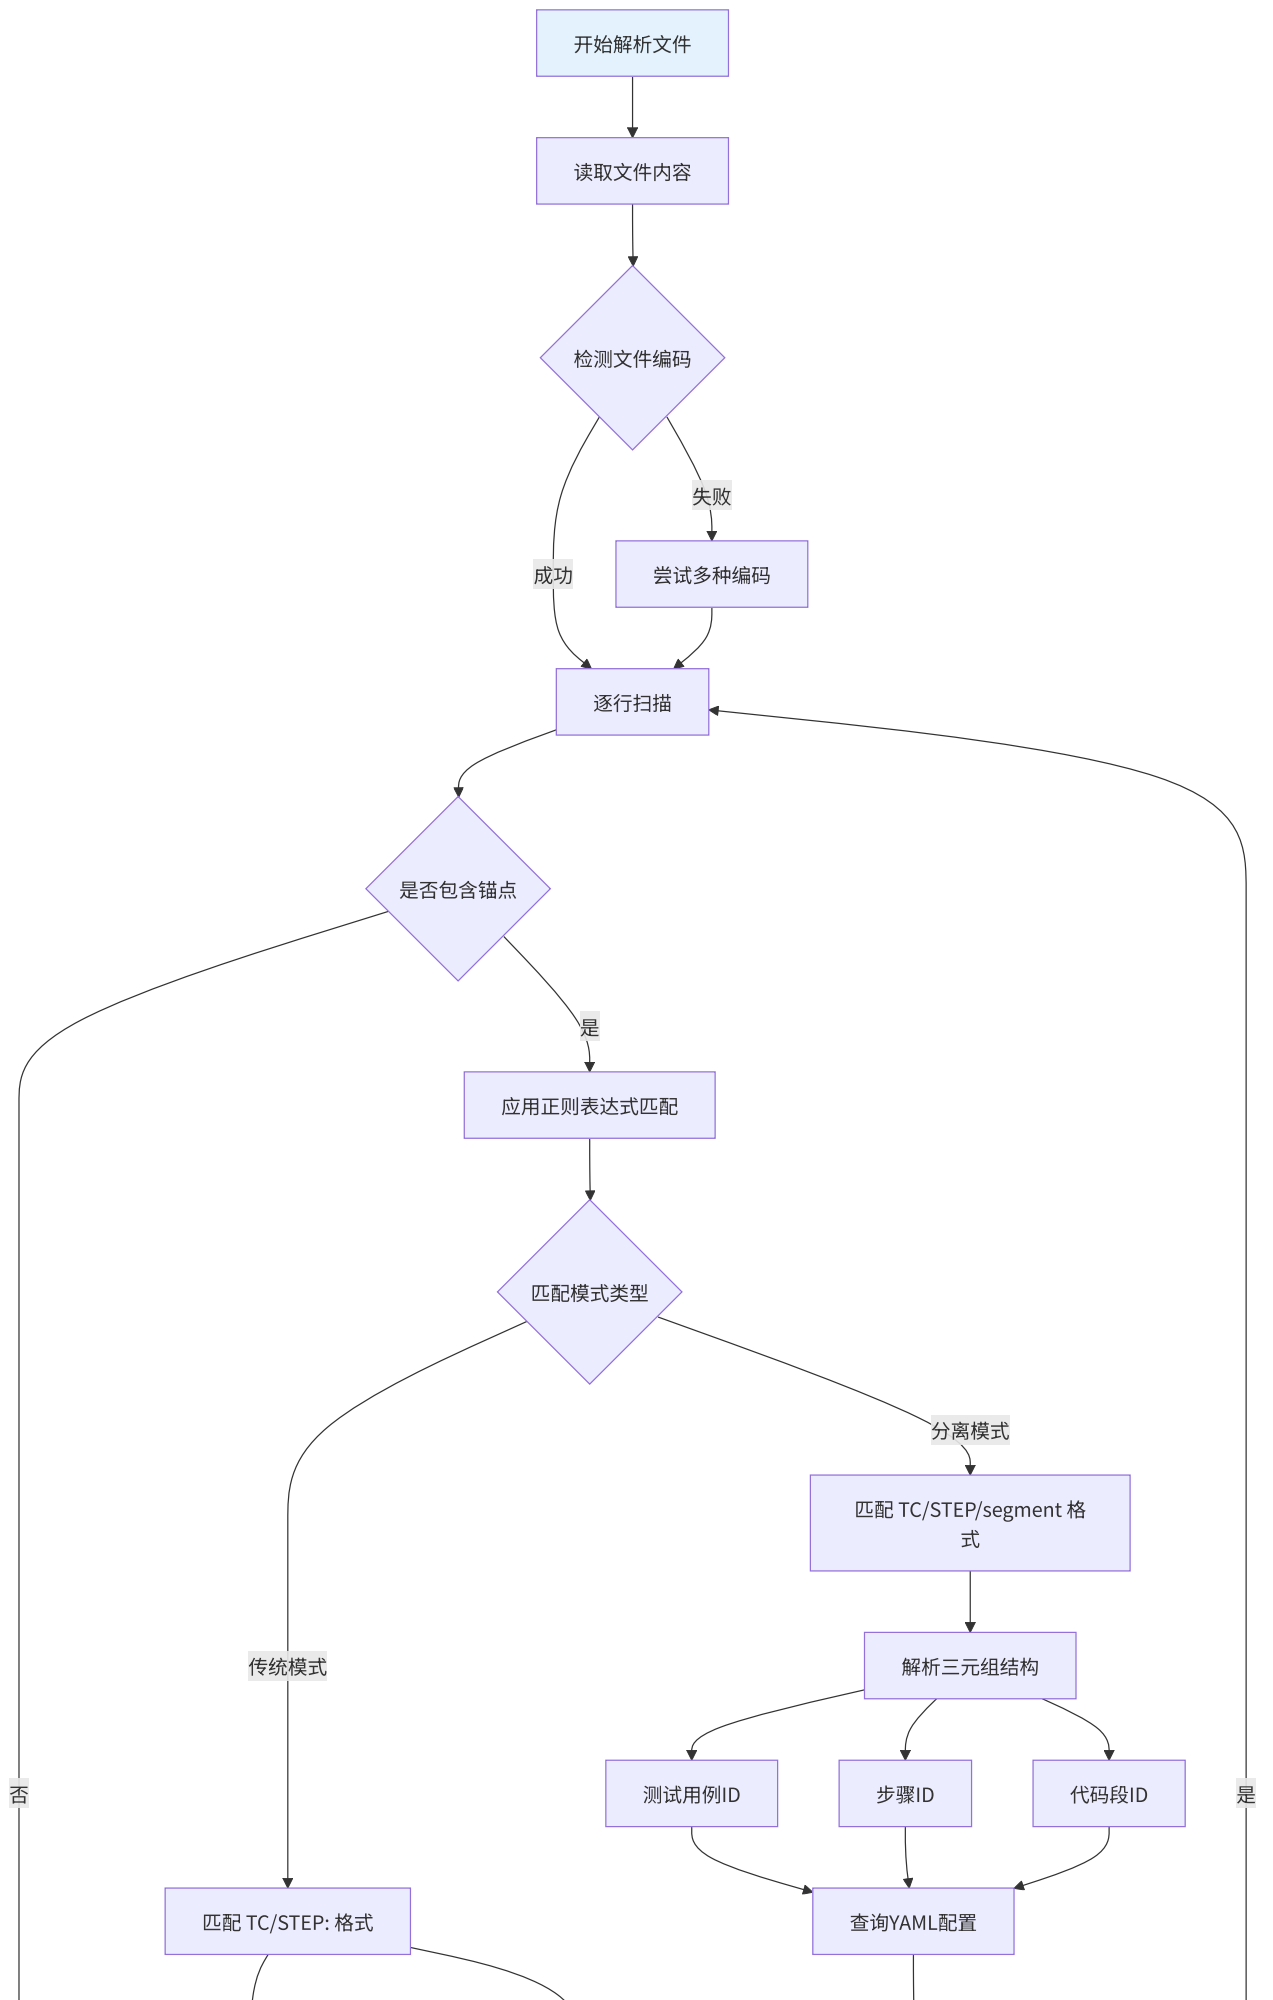 开始解析文件
读取文件内容
检测文件编码
失败
成功
尝试多种编码
逐行扫描
是否包含锚点
是
应用正则表达式匹配
匹配模式类型
分离模式
匹配 TC/STEP/segment 格
式
传统模式
解析三元组结构
否
测试用例ID
步骤ID
代码段ID
是
匹配 TC/STEP: 格式
查询YAML配置